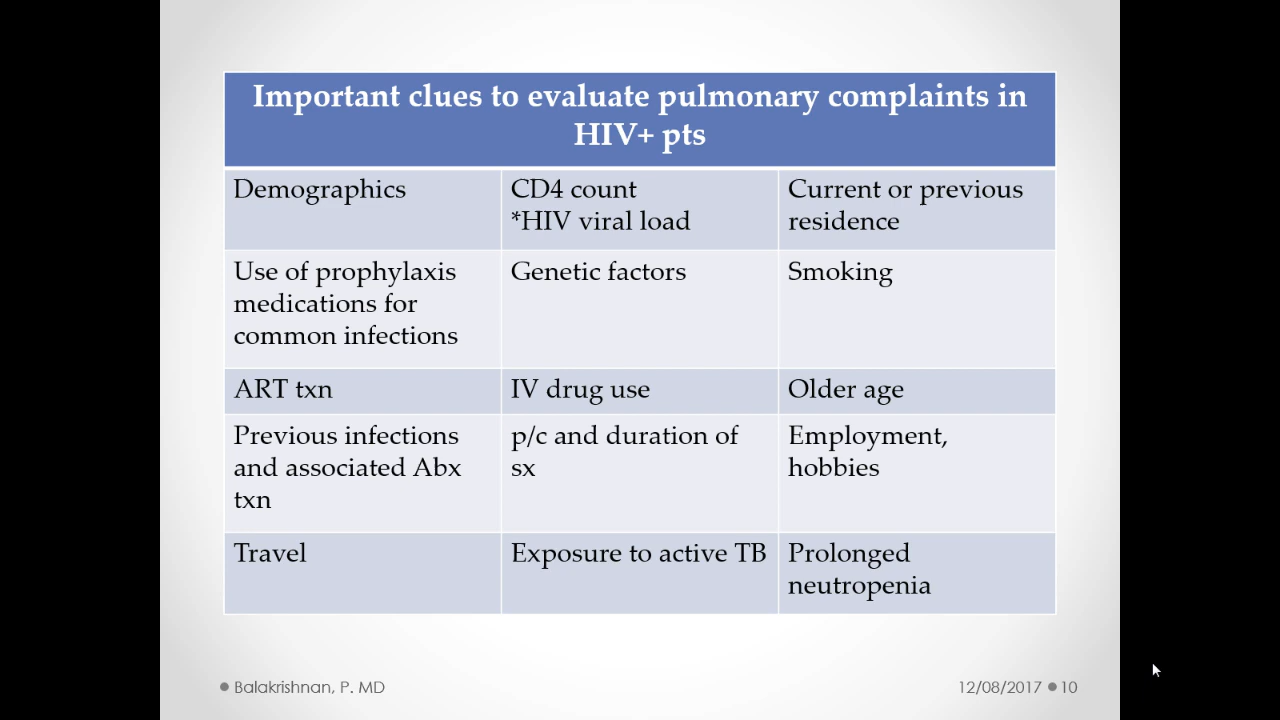 Important clues to evaluate pulmonary complaints in
HIV+ pts
Demographics
CD4 count
*HIV viral load
Current or previous
residence
Use of prophylaxis
medications for
common infections
Genetic factors
Smoking
ART txn
IV drug use
Older age
Previous infections
and associated Abx
txn
p/c and duration of
sx
Employment,
hobbies
Travel
Exposure to active TB
Prolonged
neutropenia
Balakrishnan, P. MD
12/08/2017
10